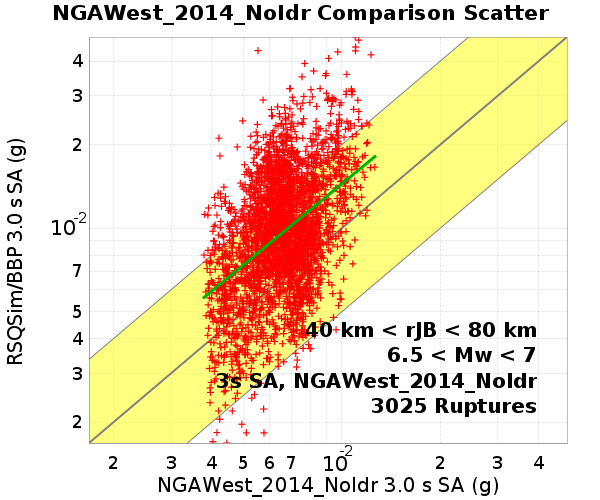 NGAWest_2014_NoIdr Comparison Scatter
RSQSim/BBP 3.0 s SA (g)
4
3
2
10-2
7
5
4
3
2
40 km < rJB < 80 km
6.5 < Mw < 7
3s SA, NGAWest_2014_NoIdr
3025 Ruptures
2 3 4 5 6 7 10-2 2 3 4
NGAWest_2014_NoIdr 3.0 s SA (g)